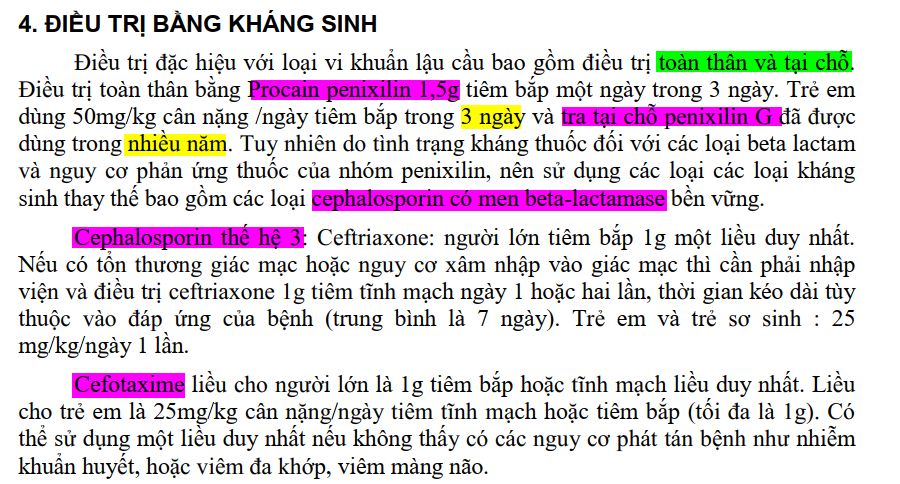 4. ĐIỀU TRỊ BẰNG KHÁNG SINH
Điều trị đặc hiệu với loại vi khuẩn lậu cầu bao gồm điều trị toàn thân và tại chỗ.
Điều trị toàn thân bằng Procain penixilin 1,5g tiêm bắp một ngày trong 3 ngày. Trẻ em
dùng 50mg/kg cân nặng /ngày tiêm bắp trong 3 ngày và tra tại chỗ penixilin G đã được
dùng trong nhiều năm. Tuy nhiên do tình trạng kháng thuốc đối với các loại beta lactam
và nguy cơ phản ứng thuốc của nhóm penixilin, nên sử dụng các loại các loại kháng
sinh thay thế bao gồm các loại cephalosporin có men beta-lactamase bền vững.
Cephalosporin thế hệ 3: Ceftriaxone: người lớn tiêm bắp 1g một liều duy nhất.
Nếu có tổn thương giác mạc hoặc nguy cơ xâm nhập vào giác mạc thì cần phải nhập
viện và điều trị ceftriaxone 1g tiêm tĩnh mạch ngày 1 hoặc hai lần, thời gian kéo dài tùy
thuộc vào đáp ứng của bệnh (trung bình là 7 ngày). Trẻ em và trẻ sơ sinh : 25
mg/kg/ngày 1 lần.
Cefotaxime liều cho người lớn là 1g tiêm bắp hoặc tĩnh mạch liều duy nhất. Liều
cho trẻ em là 25mg/kg cân nặng/ngày tiêm tĩnh mạch hoặc tiêm bắp (tối đa là 1g). Có
thể sử dụng một liều duy nhất nếu không thấy có các nguy cơ phát tán bệnh như nhiễm
khuẩn huyết, hoặc viêm đa khớp, viêm màng não.